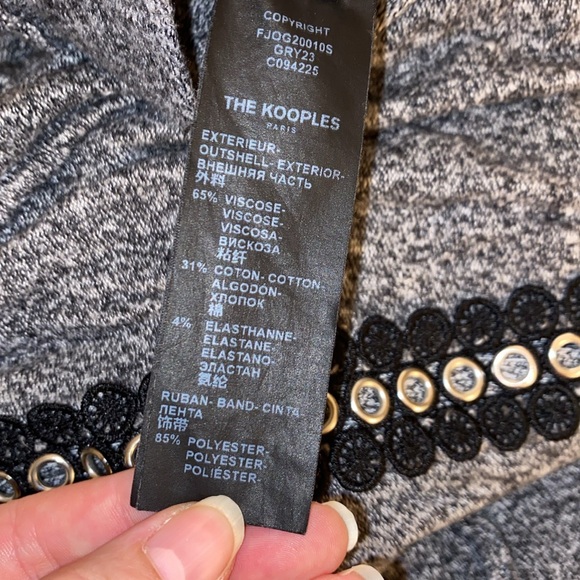 COPYRIGHT
FJOG20010S
GRY23
C094225
THE KOOPLES
PARIS
EXTERIEUR-
OUTSHELL-EXTERIOR-
ВНЕШНЯЯ ЧАСТЬ
外料
65% VISCOSE-
VISCOSE-
VISCOSA-
ВИСКОЗА
粘纤
31% COTON-COTTON-
ALGODÓN-
ХЛОПОК
棉
4% ELASTHANNE-
ELASTANE-
ELASTANO-
ЭЛАСТАН
氨纶
RUBAN-BAND-CINTA-
ЛЕНТА
饰带
85% POLYESTER-
POLYESTER-
POLIÉSTER-